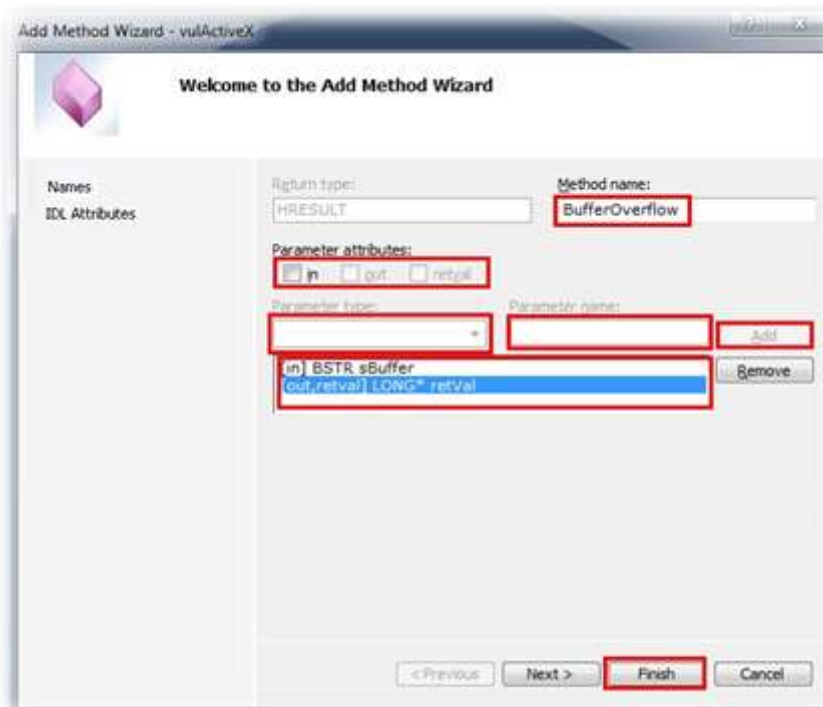 Add Method Wizard - vulActiveX
Welcome to the Add Method Wizard
Names
IDL Attributes
Return type:
Method name:
HRESULT
BufferOverflow
Parameter attributes:
in out retval
Parameter type:
Parameter name:
Add
[in] BSTR sBuffer
[out,retval] LONG* retVal
Remove
< Previous
Next >
Finish
Cancel